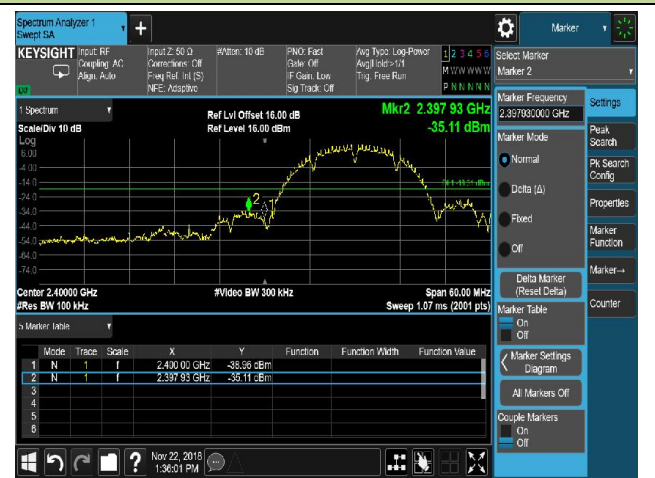 Spectrum Analyzer 1
Swept SA
+
Marker
KEYSIGHT
Input: RF
Coupling: AC
Align: Auto
Input Z: 50 Ω
Corrections: Off
Freq Ref: Int (S)
NFE: Adaptive
#Atten: 10 dB
PNO: Fast
Gate: Off
IF Gain: Low
Sig Track: Off
Avg Type: Log-Power
Avg|Hold:>1/1
Trig: Free Run
1 2 3 4 5 6
M W W W W W
P N N N N N
Select Marker
Marker 2
1 Spectrum
Scale/Div 10 dB
Log
Ref Lvl Offset 16.00 dB
Ref Level 16.00 dBm
Mkr2 2.397 93 GHz
-35.11 dBm
6.00
-4.00
-14.0
-24.0
-34.0
-44.0
-54.0
-64.0
-74.0
2
1
Center 2.40000 GHz
#Res BW 100 kHz
#Video BW 300 kHz
Span 60.00 MHz
Sweep 1.07 ms (2001 pts)
5 Marker Table
Mode Trace Scale X Y Function Function Width Function Value
1 N 1 f 2.400 00 GHz -38.96 dBm
2 N 1 f 2.397 93 GHz -35.11 dBm
3
4
5
6
Marker Frequency
2.397930000 GHz
Marker Mode
Normal
Delta (Δ)
Fixed
Off
Delta Marker
(Reset Delta)
Marker Table
On
Off
Marker Settings
Diagram
All Markers Off
Couple Markers
On
Off
Settings
Peak
Search
Pk Search
Config
Properties
Marker
Function
Marker→
Counter
?
Nov 22, 2018
1:36:01 PM